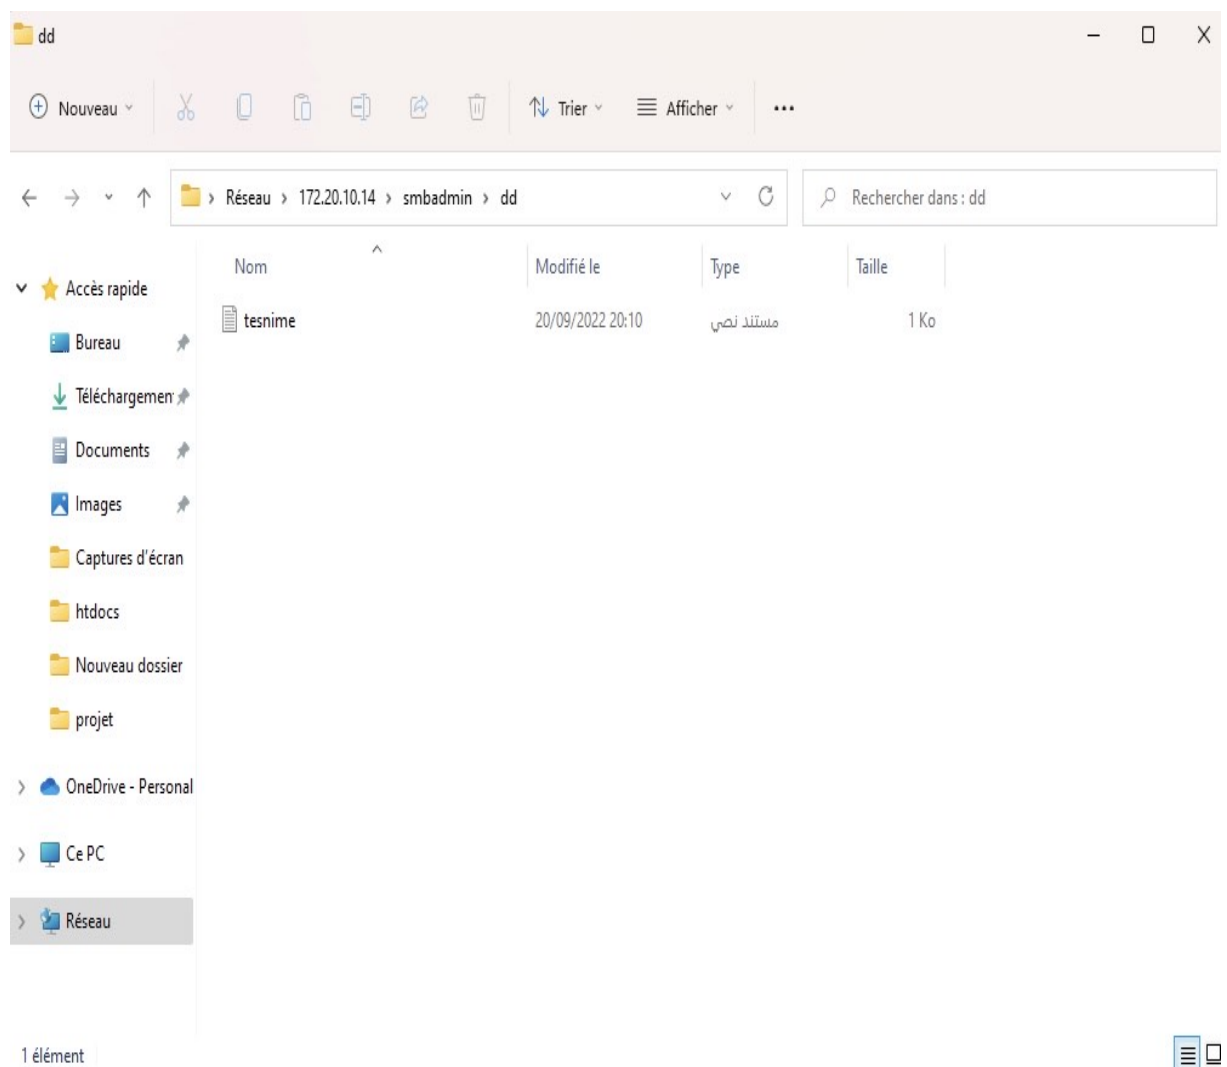 dd
Nouveau Trier Afficher
Réseau > 172.20.10.14 > smbadmin > dd Rechercher dans : dd
Nom Modifié le Type Taille
Accès rapide
tesnime 20/09/2022 20:10 مستند نصي 1 Ko
Bureau
Téléchargemen
Documents
Images
Captures d'écran
htdocs
Nouveau dossier
projet
OneDrive - Personal
Ce PC
Réseau
1 élément